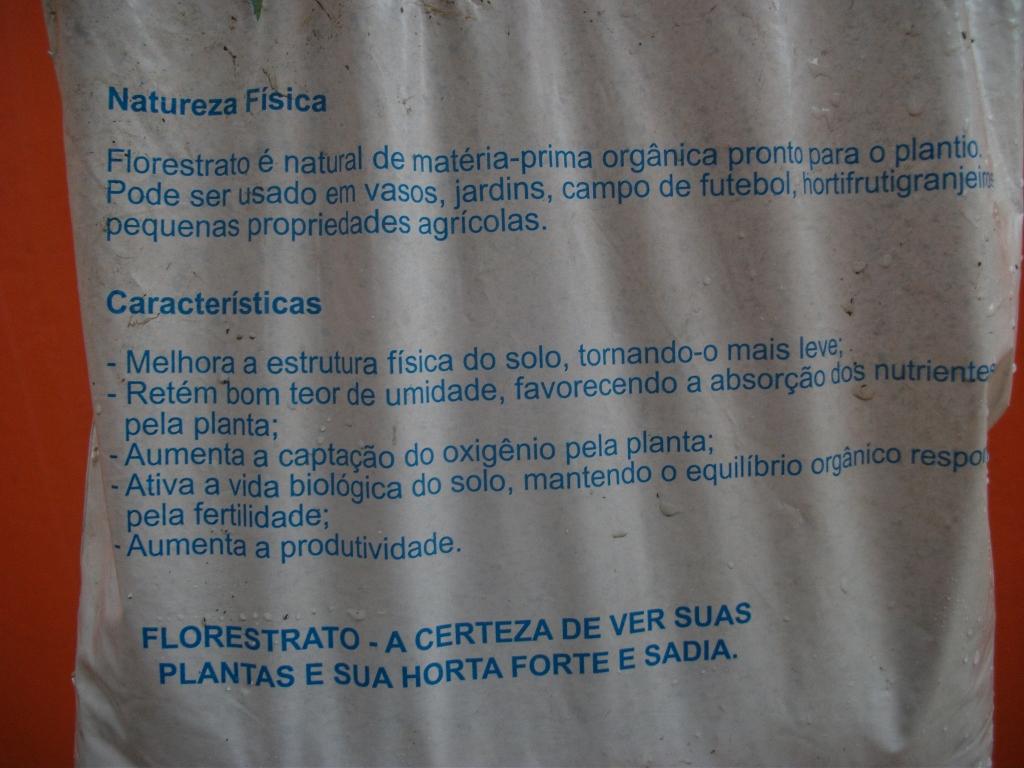 Natureza Física
Florestrato é natural de matéria-prima orgânica pronto para o plantio.
Pode ser usado em vasos, jardins, campo de futebol,
pequenas propriedades agrícolas.
Características
- Melhora a estrutura física do solo, tornando-o mais leve;
- Retém bom teor de umidade, favorecendo a absorção dos
pela planta;
- Aumenta a captação do oxigênio pela planta;
- Ativa a vida biológica do solo, mantendo o equilíbrio orgânico
pela fertilidade;
- Aumenta a produtividade.
FLORESTRATO - A CERTEZA DE VER SUAS
PLANTAS E SUA HORTA FORTE E SADIA.